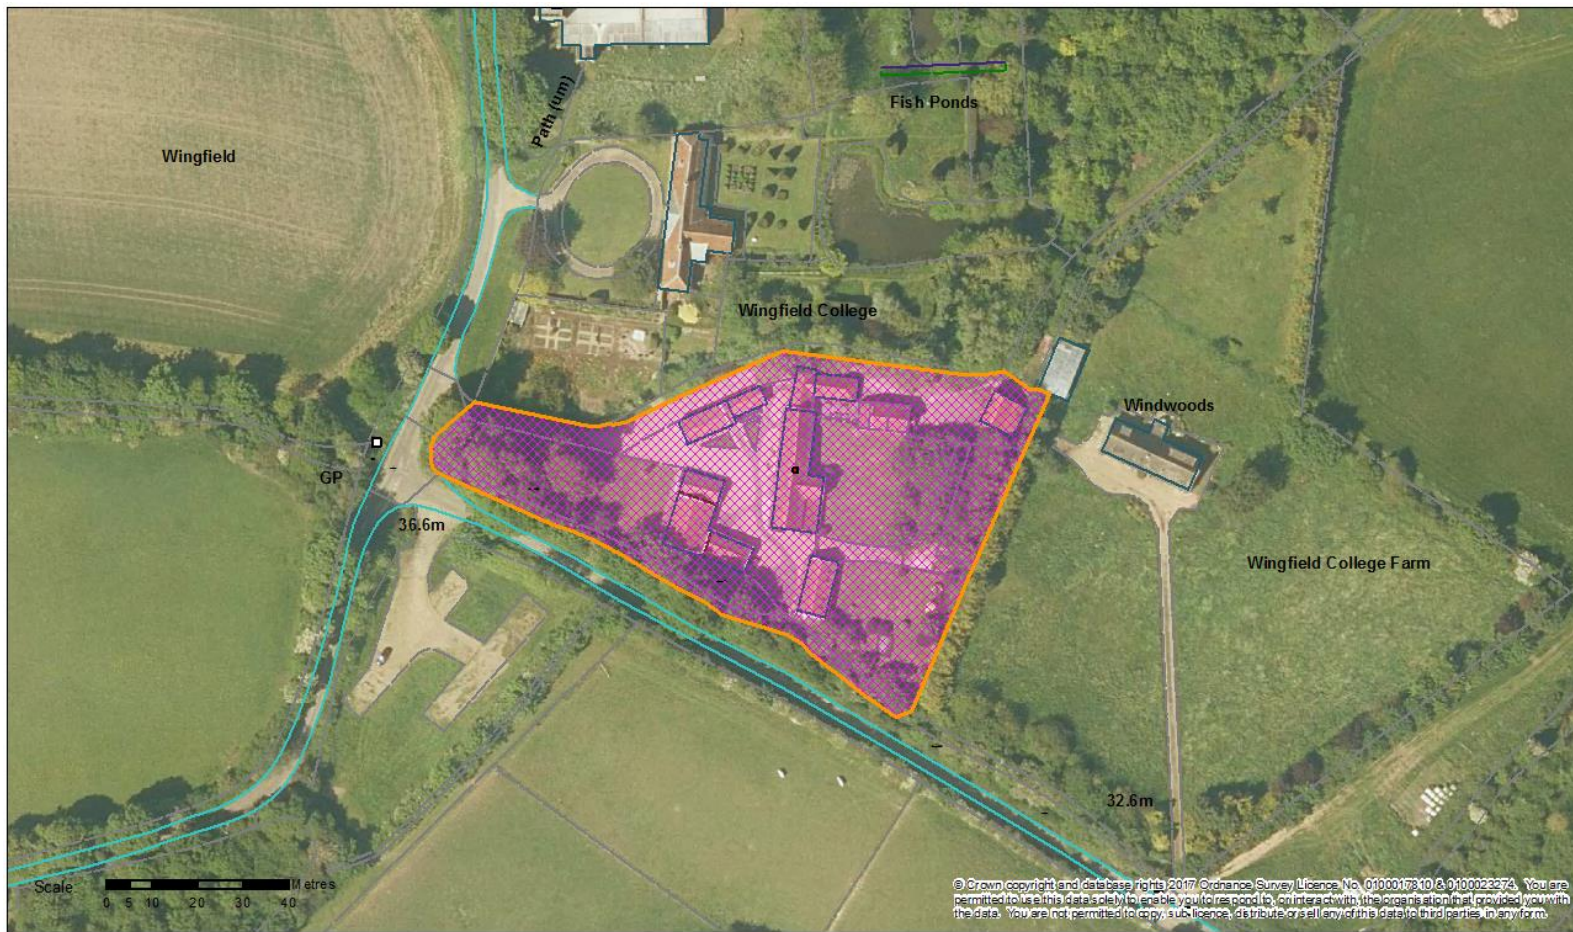 Path (um)
Fish Ponds
Wingfield
Wingfield College
Windwoods
GP
36.6m
Wingfield College Farm
32.6m
Scale
Metres
0 5 10 20 30 40
© Crown copyright and database rights 2017 Ordnance Survey Licence No. 0100017810 & 0100023274. You are
permitted to use this data solely to enable you to respond to, or interact with, the organisation that provided you with
the data. You are not permitted to copy, sub-licence, distribute or sell any of this data to third parties in any form.